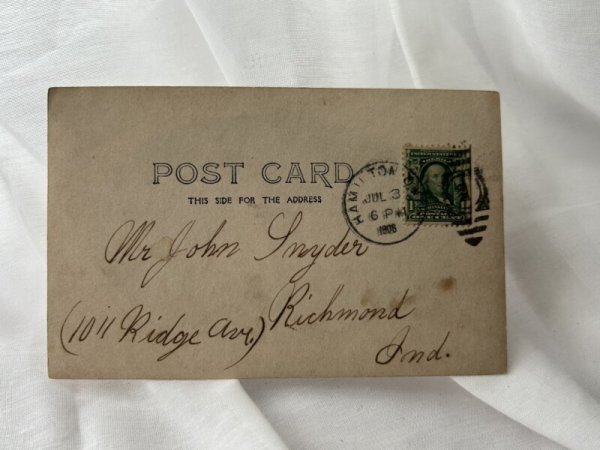 POST CARD
THIS SIDE FOR THE ADDRESS
HAMILTON
JUL 3
6 PM
1906
Mr John Snyder
(1011 Ridge Ave.) Richmond
Ind.